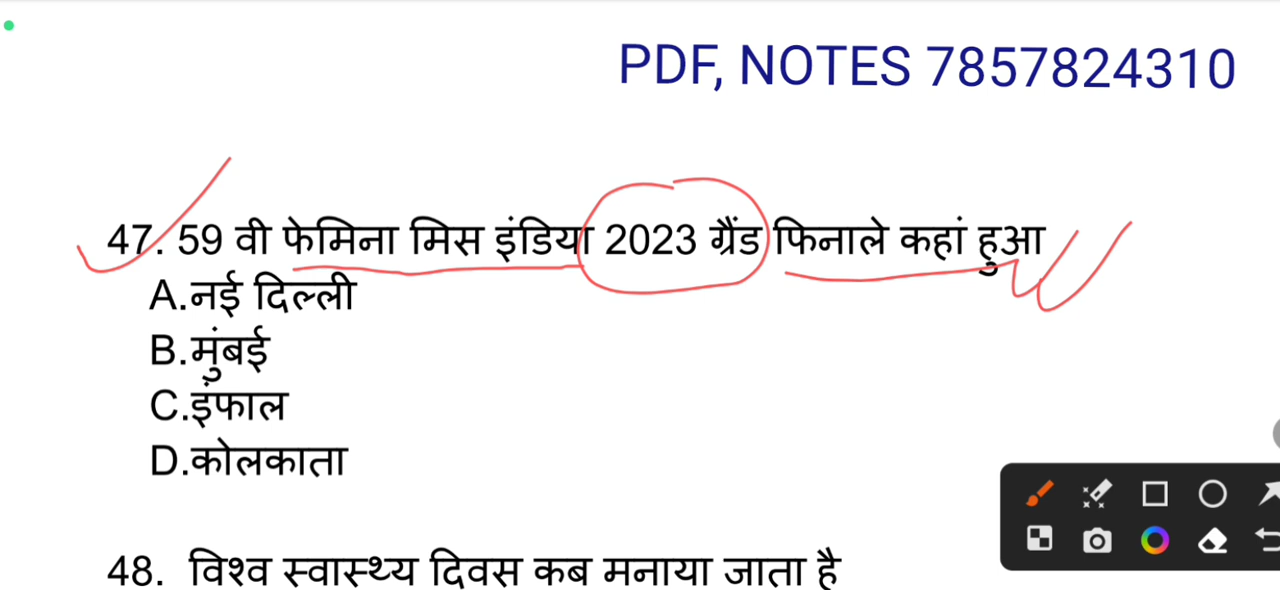 PDF, NOTES 7857824310
47. 59 वी फेमिना मिस इंडिया 2023 ग्रैंड फिनाले कहां हुआ
A.नई दिल्ली
B.मुंबई
C.इंफाल
D.कोलकाता
48. विश्व स्वास्थ्य दिवस कब मनाया जाता है